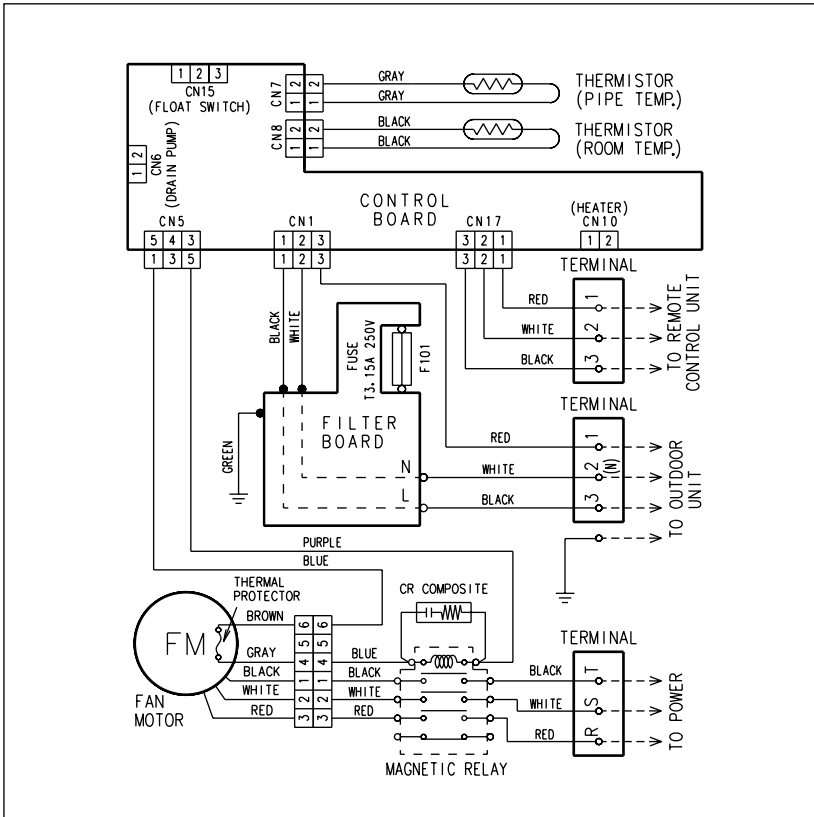 1 2 3
CN15
(FLOAT SWITCH)
CN7
2 2
1 1
GRAY
GRAY
THERMISTOR
(PIPE TEMP.)
CN8
2 2
1 1
BLACK
BLACK
THERMISTOR
(ROOM TEMP.)
1 2
CN6
(DRAIN PUMP)
CONTROL
BOARD
CN5
5 4 3
1 3 5
CN1
1 2 3
1 2 3
CN17
3 2 1
3 2 1
(HEATER)
CN10
1 2
TERMINAL
RED
1
WHITE
2
BLACK
3
TO REMOTE
CONTROL UNIT
BLACK
WHITE
FUSE
T3.15A 250V
F101
FILTER
BOARD
GREEN
N
L
TERMINAL
RED
1
WHITE
2
(N)
BLACK
3
TO OUTDOOR
UNIT
PURPLE
BLUE
THERMAL
PROTECTOR
CR COMPOSITE
FM
FAN
MOTOR
BROWN
6 6
5 5
GRAY
4 4
BLUE
BLACK
1 1
BLACK
WHITE
2 2
WHITE
RED
3 3
RED
MAGNETIC RELAY
TERMINAL
BLACK
T
WHITE
S
RED
R
TO POWER